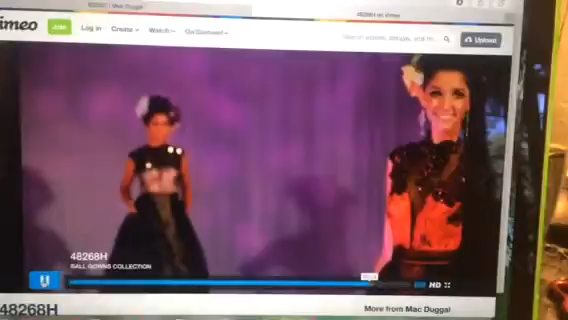 48268H on Vimeo
imeo
Join
Log in
Create
Watch
On Demand
Upload
48268H
BALL GOWNS COLLECTION
HD
48268H
More from Mac Duggal